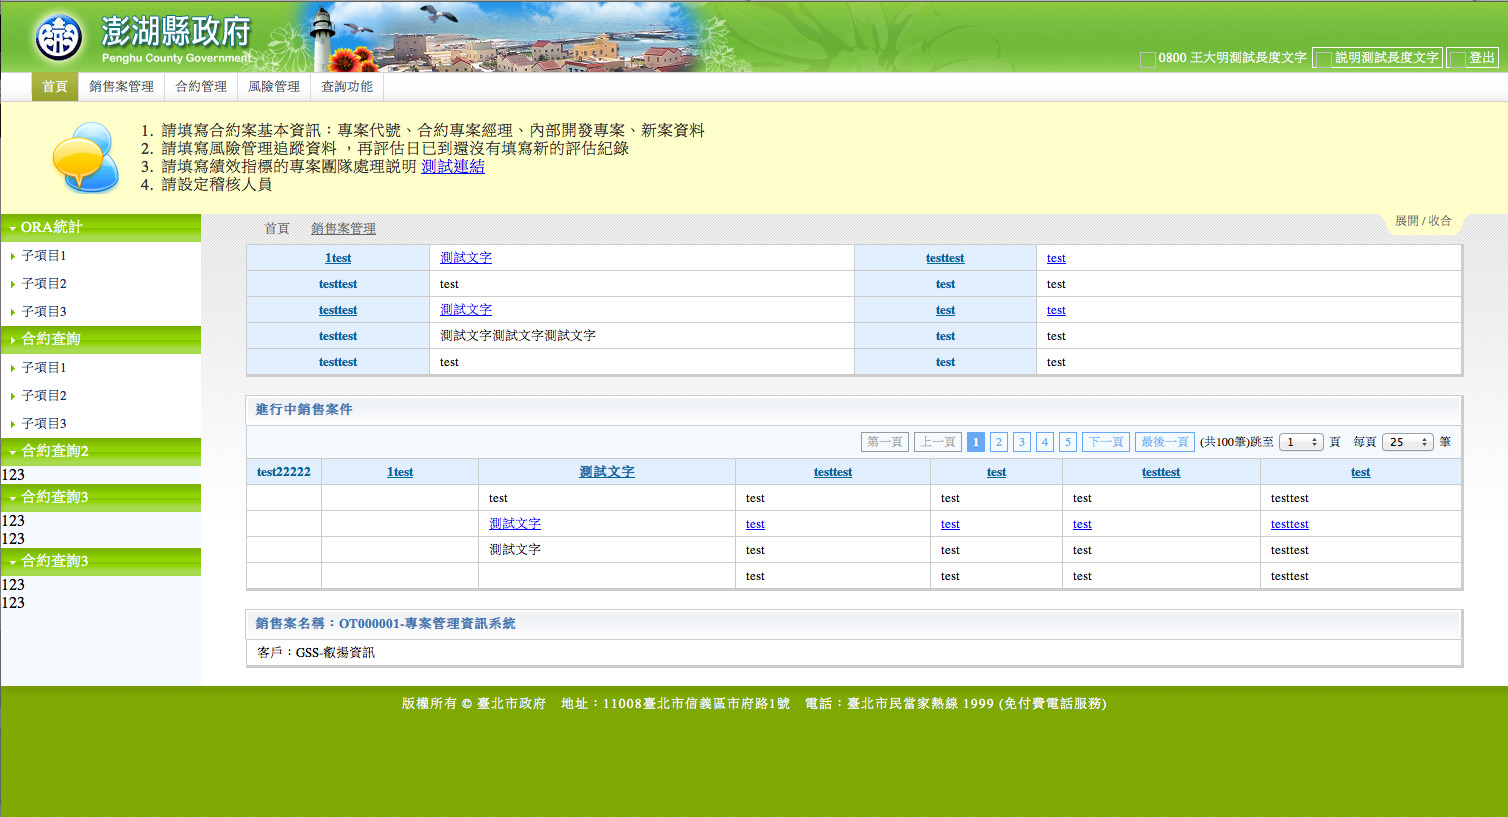 澎湖縣政府
Penghu County Government
0800 王大明測試長度文字 說明測試長度文字 登出
首頁 銷售案管理 合約管理 風險管理 查詢功能
1. 請填寫合約案基本資訊：專案代號、合約專案經理、內部開發專案、新案資料
2. 請填寫風險管理追蹤資料 ，再評估日已到還沒有填寫新的評估紀錄
3. 請填寫績效指標的專案團隊處理說明 測試連結
4. 請設定稽核人員
展開 / 收合
ORA統計
子項目1
子項目2
子項目3
合約查詢
子項目1
子項目2
子項目3
合約查詢2
123
合約查詢3
123
123
合約查詢3
123
123
首頁 銷售案管理
1test 測試文字 testtest test
testtest test test test
testtest 測試文字 test test
testtest 測試文字測試文字測試文字 test test
testtest test test test
進行中銷售案件
第一頁 上一頁 1 2 3 4 5 下一頁 最後一頁 (共100筆)跳至 1 頁 每頁 25 筆
test22222 1test 測試文字 testtest test testtest test
test test test test testtest
測試文字 test test test testtest
測試文字 test test test testtest
test test test testtest
銷售案名稱：OT000001-專案管理資訊系統
客戶：GSS-叡揚資訊
版權所有 © 臺北市政府 地址：11008臺北市信義區市府路1號 電話：臺北市民當家熱線 1999 (免付費電話服務)